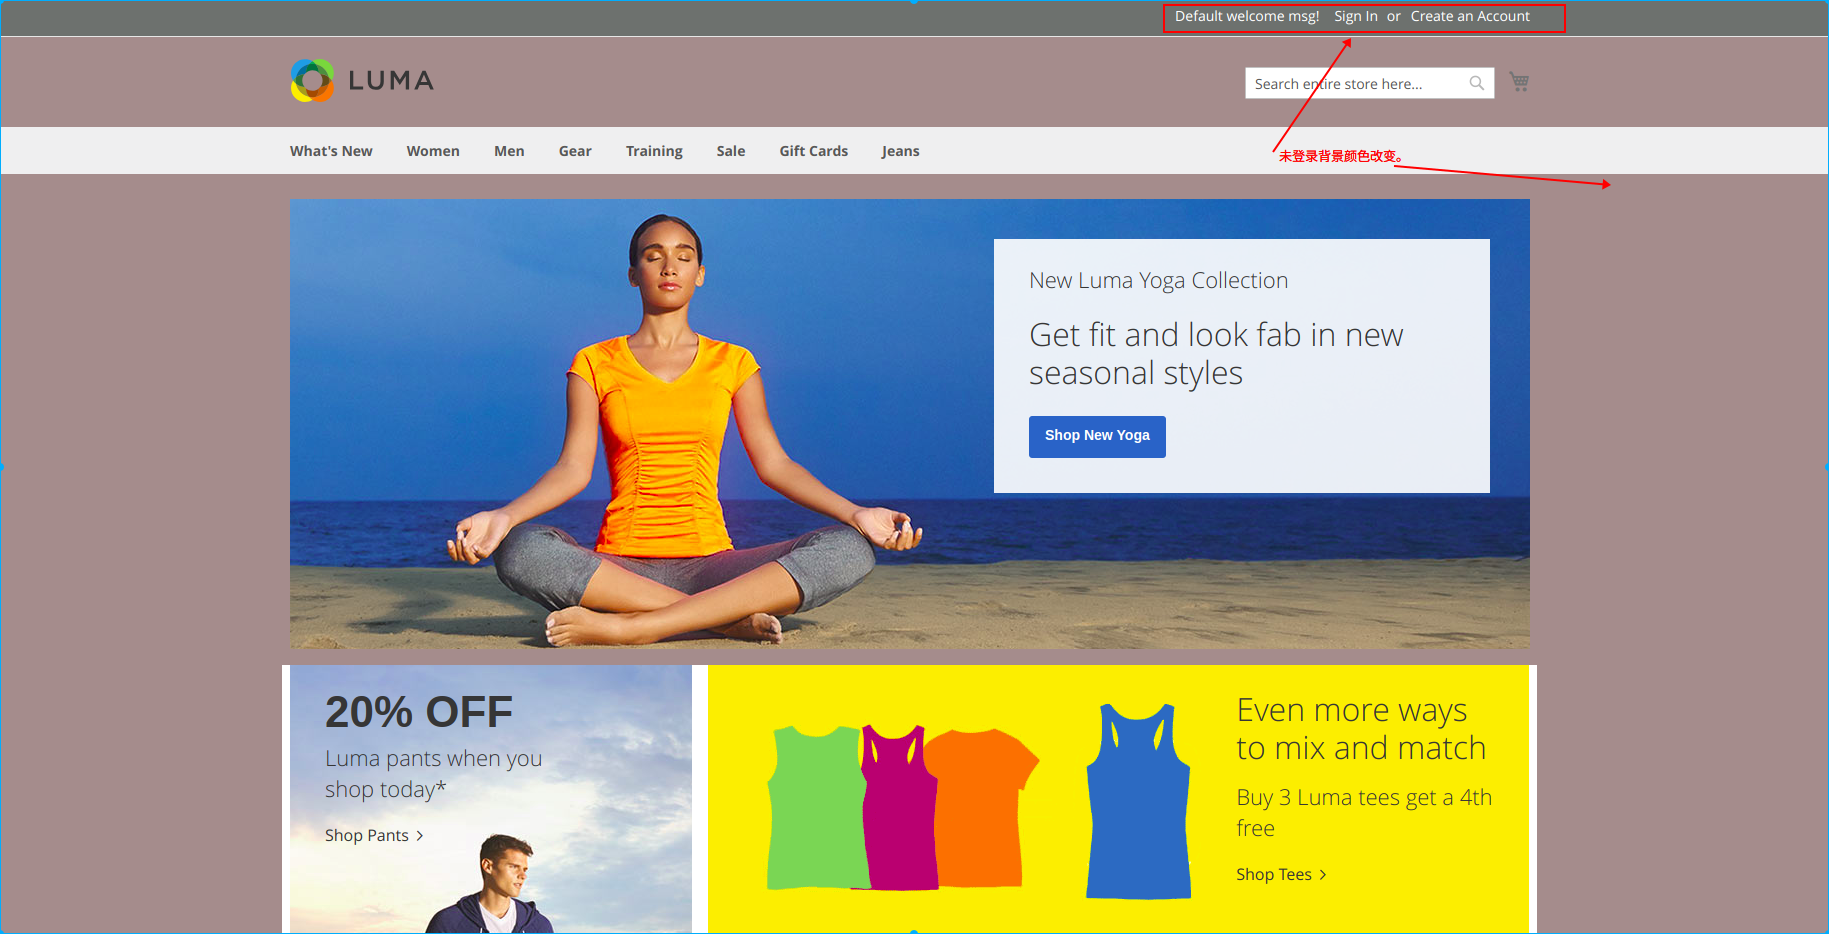 Default welcome msg! Sign In or Create an Account
LUMA
Search entire store here...
What's New Women Men Gear Training Sale Gift Cards Jeans
未登录背景颜色改变。
New Luma Yoga Collection
Get fit and look fab in new
seasonal styles
Shop New Yoga
20% OFF
Luma pants when you
shop today*
Shop Pants >
Even more ways
to mix and match
Buy 3 Luma tees get a 4th
free
Shop Tees >